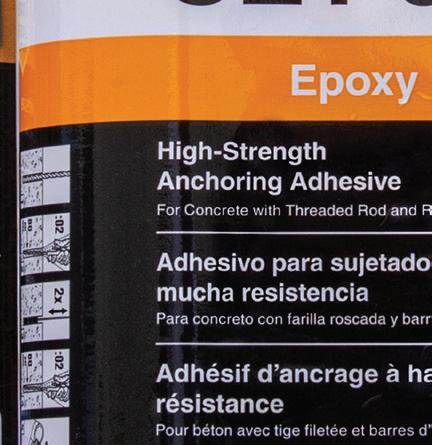 Epoxy
High-Strength
Anchoring Adhesive
For Concrete with Threaded Rod and R
Adhesivo para sujetado
mucha resistencia
Para concreto con farilla roscada y barr
Adhésif d'ancrage à ha
résistance
Pour béton avec tige filetée et barres d'
:02
2x
:02